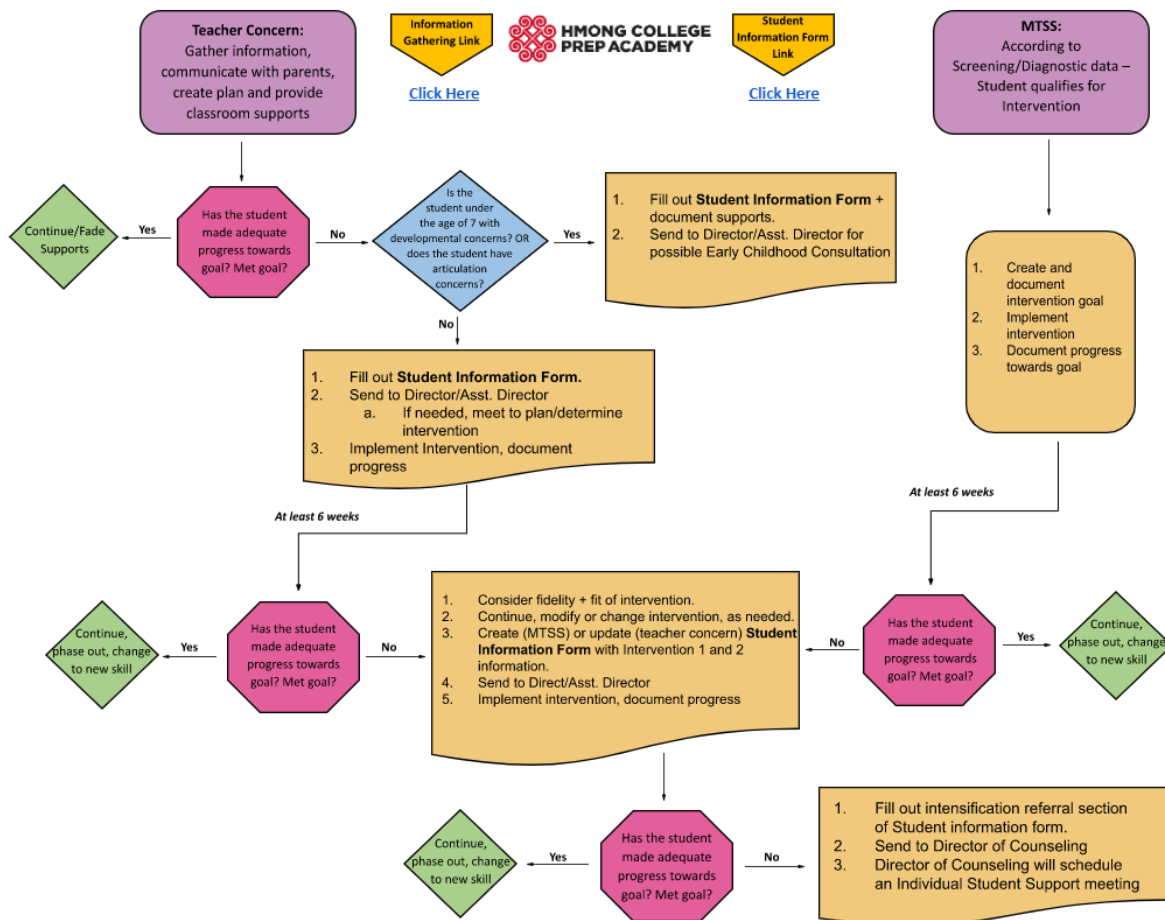 Teacher Concern:
Gather information,
communicate with parents,
create plan and provide
classroom supports
Information
Gathering Link
Click Here
HMONG COLLEGE
PREP ACADEMY
Student
Information Form
Link
Click Here
MTSS:
According to
Screening/Diagnostic data –
Student qualifies for
Intervention
Continue/Fade
Supports
Yes
Has the student
made adequate
progress towards
goal? Met goal?
No
Is the
student under
the age of 7 with
developmental concerns? OR
does the student have
articulation
concerns?
Yes
1. Fill out Student Information Form +
document supports.
2. Send to Director/Asst. Director for
possible Early Childhood Consultation
1. Create and
document
intervention goal
2. Implement
intervention
3. Document progress
towards goal
No
1. Fill out Student Information Form.
2. Send to Director/Asst. Director
a. If needed, meet to plan/determine
intervention
3. Implement Intervention, document
progress
At least 6 weeks
At least 6 weeks
Continue,
phase out, change
to new skill
Yes
Has the student
made adequate
progress towards
goal? Met goal?
No
1. Consider fidelity + fit of intervention.
2. Continue, modify or change intervention, as needed.
3. Create (MTSS) or update (teacher concern) Student
Information Form with Intervention 1 and 2
information.
4. Send to Direct/Asst. Director
5. Implement intervention, document progress
No
Has the student
made adequate
progress towards
goal? Met goal?
Yes
Continue,
phase out, change
to new skill
Continue,
phase out, change
to new skill
Yes
Has the student
made adequate
progress towards
goal? Met goal?
No
1. Fill out intensification referral section
of Student information form.
2. Send to Director of Counseling
3. Director of Counseling will schedule
an Individual Student Support meeting